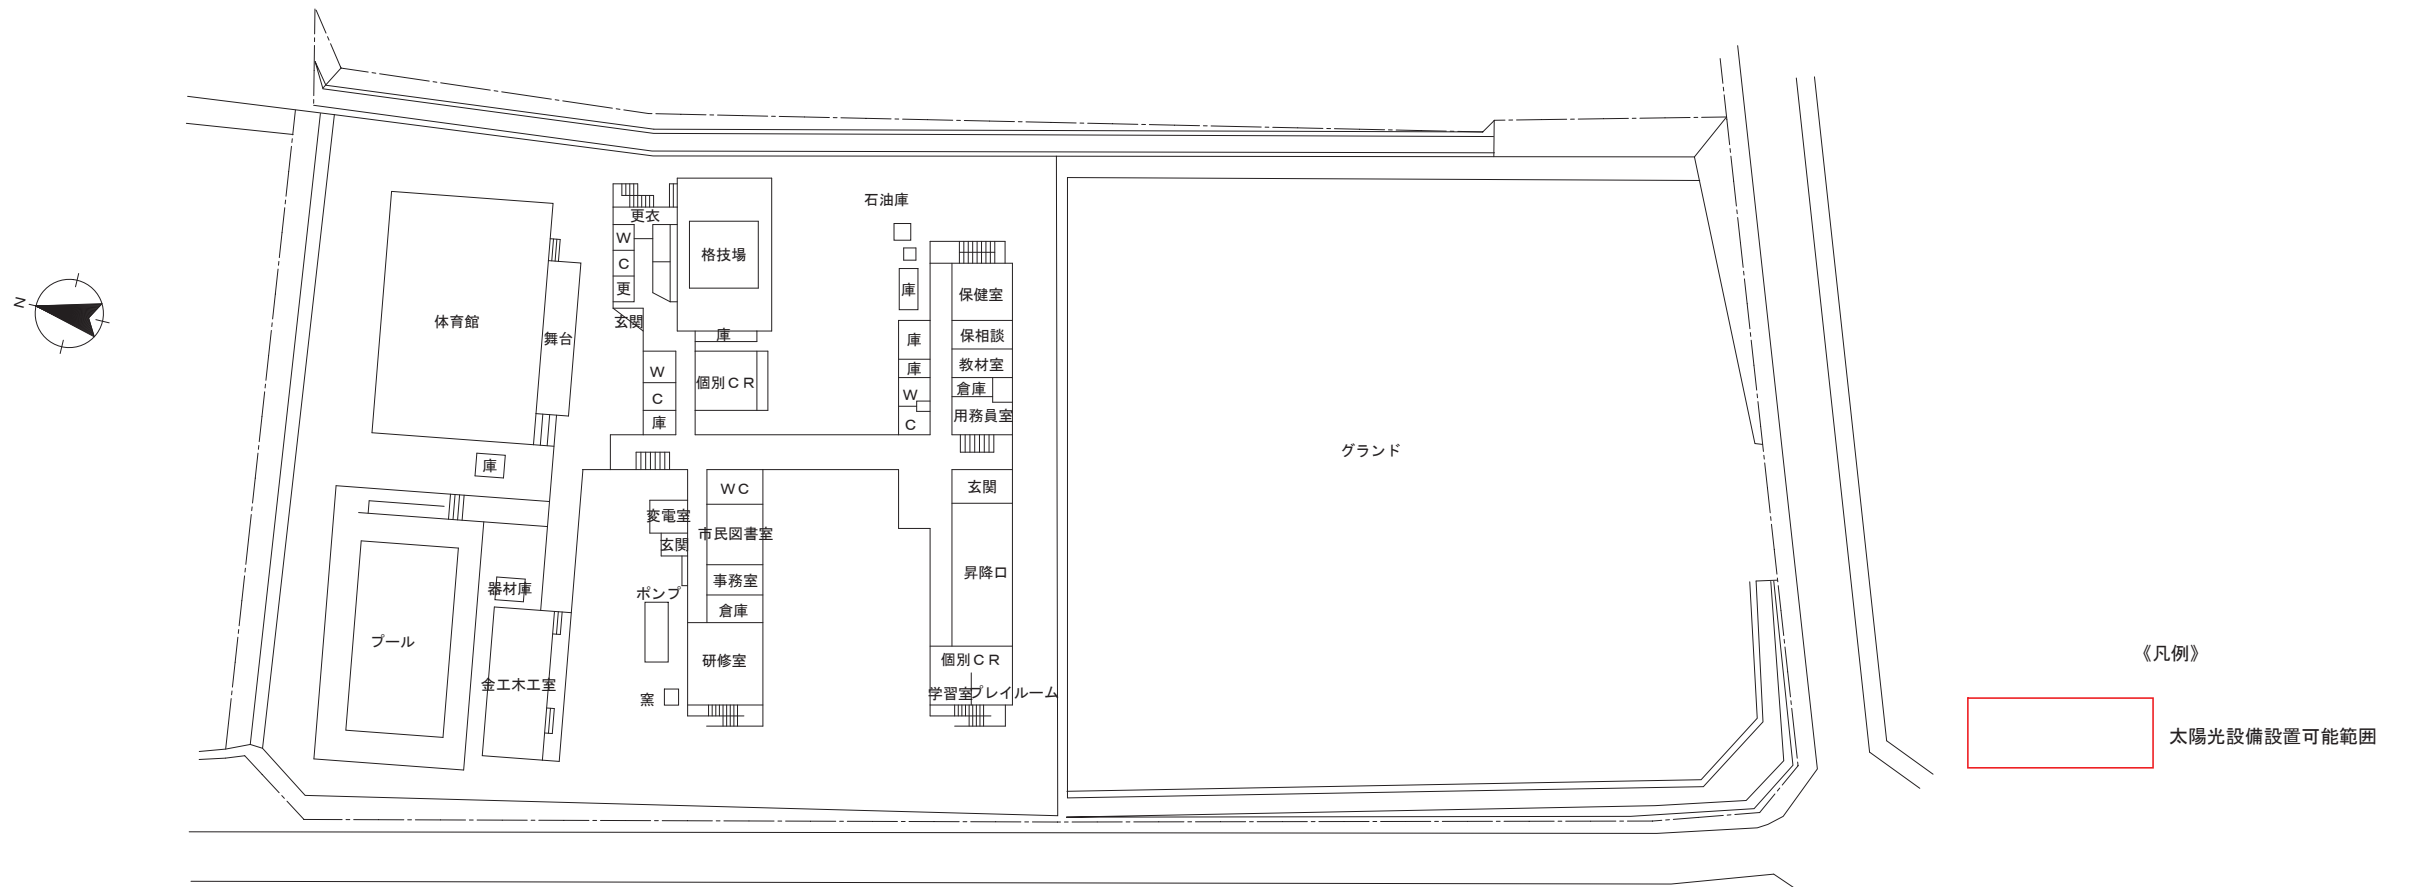 石油庫
更衣
W
C
更
玄関
格技場
庫
W
C
庫
個別ＣＲ
体育館
舞台
庫
N
庫
庫
庫
W
C
保健室
保相談
教材室
倉庫
用務員室
グランド
玄関
昇降口
個別ＣＲ
学習室
プレイルーム
ＷＣ
変電室
市民図書室
玄関
事務室
倉庫
研修室
ポンプ
窯
器材庫
プール
金工木工室
《凡例》
太陽光設備設置可能範囲